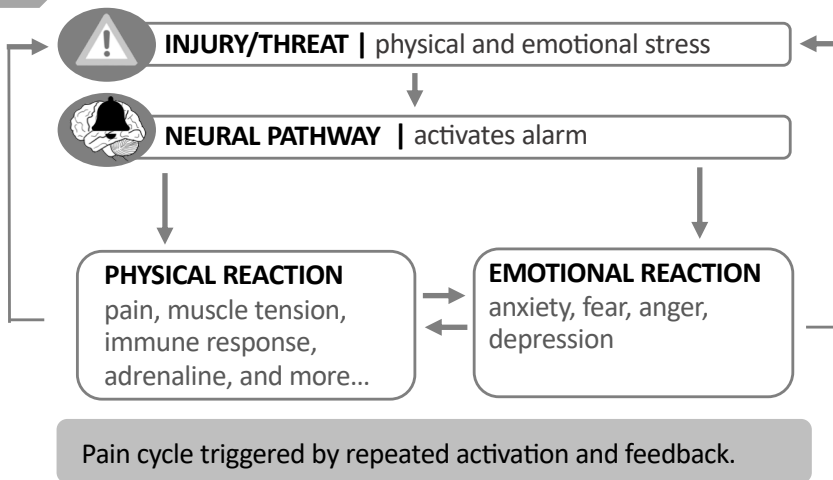 INJURY/THREAT | physical and emotional stress
NEURAL PATHWAY | activates alarm
PHYSICAL REACTION
pain, muscle tension,
immune response,
adrenaline, and more...
EMOTIONAL REACTION
anxiety, fear, anger,
depression
Pain cycle triggered by repeated activation and feedback.